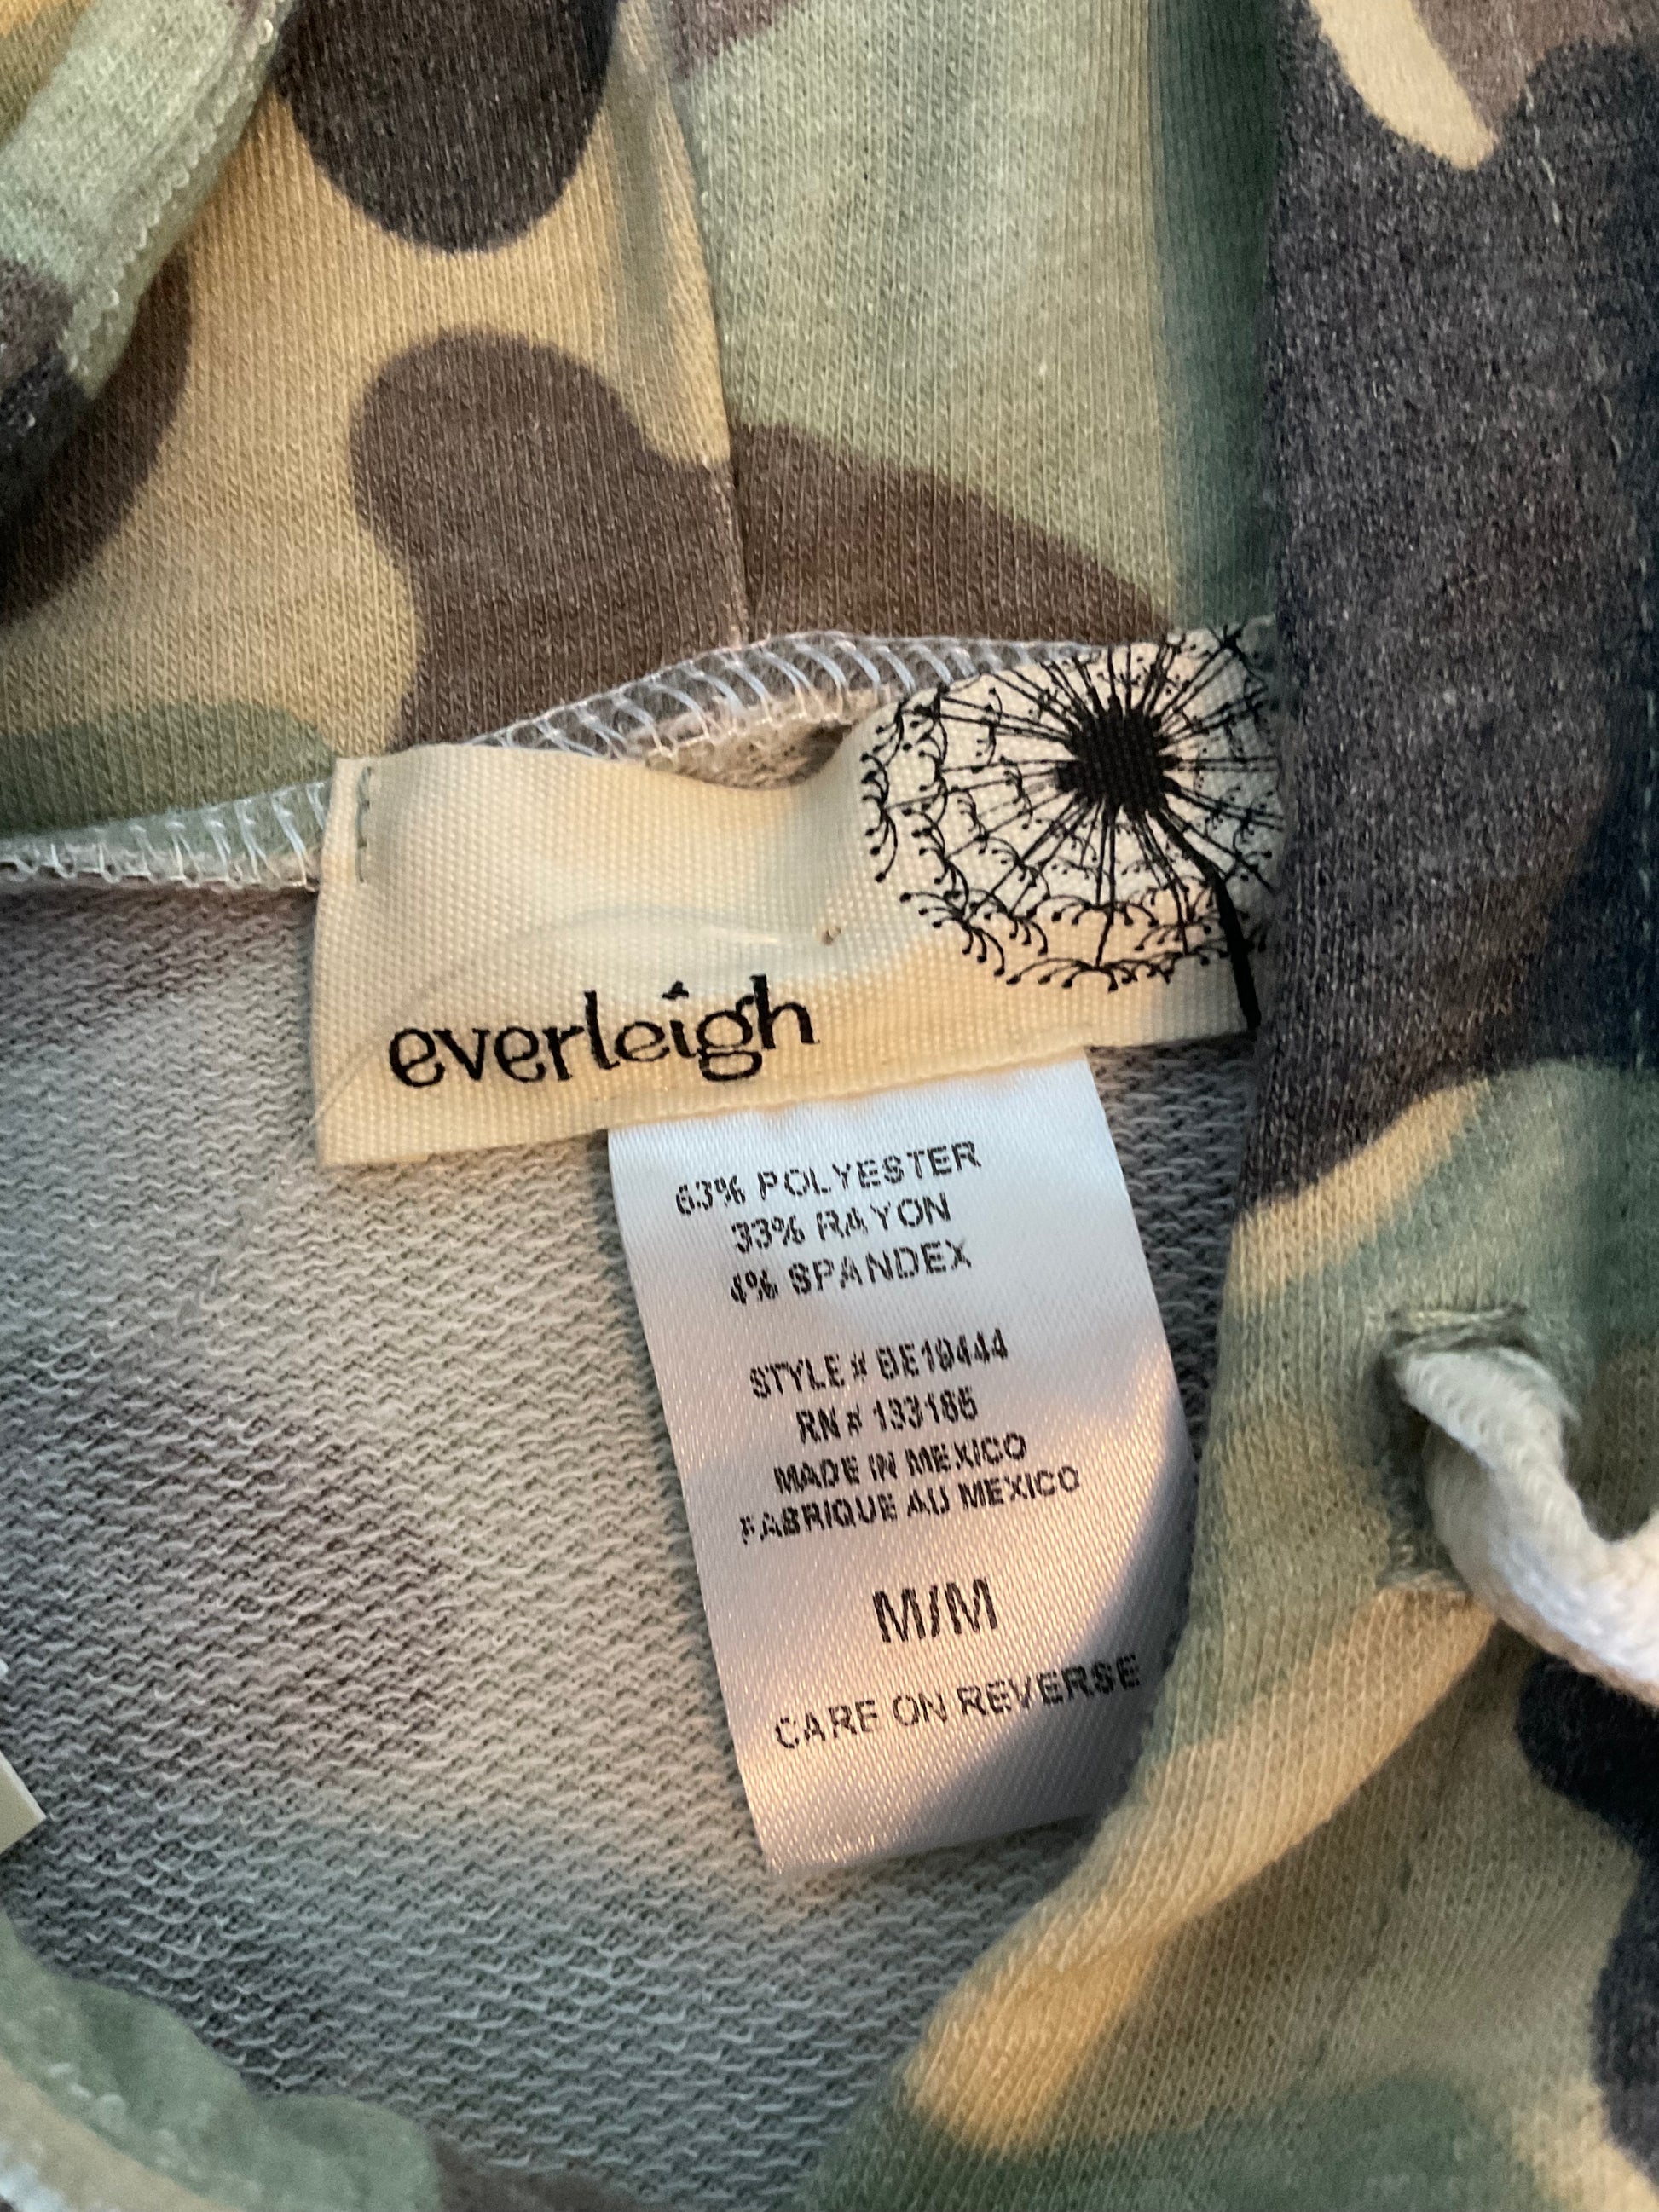 everleigh
63% POLYESTER
33% RAYON
4% SPANDEX
STYLE # BE19444
RN # 133186
MADE IN MEXICO
FABRIQUE AU MEXICO
M/M
CARE ON REVERSE